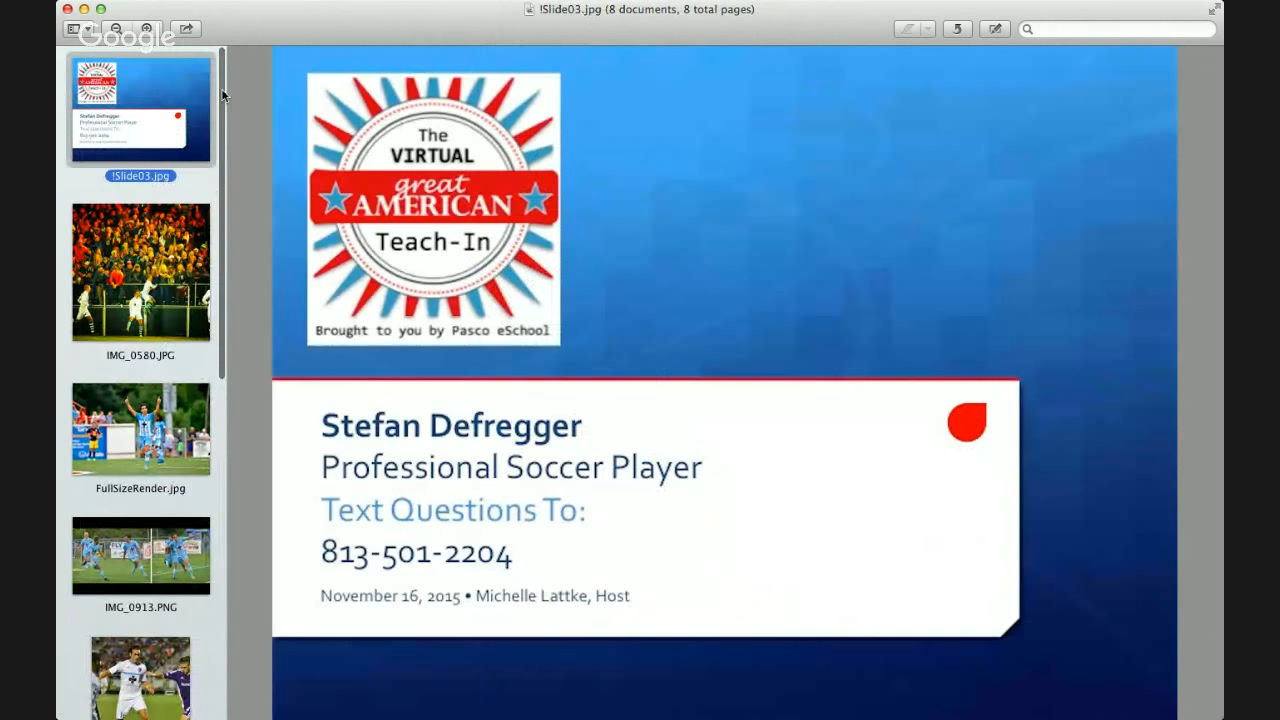 !Slide03.jpg (8 documents, 8 total pages)
Google
!Slide03.jpg
IMG_0580.JPG
FullSizeRender.jpg
IMG_0913.PNG
The
VIRTUAL
great
AMERICAN
Teach-In
Brought to you by Pasco eSchool
Stefan Defregger
Professional Soccer Player
Text Questions To:
813-501-2204
November 16, 2015 • Michelle Lattke, Host